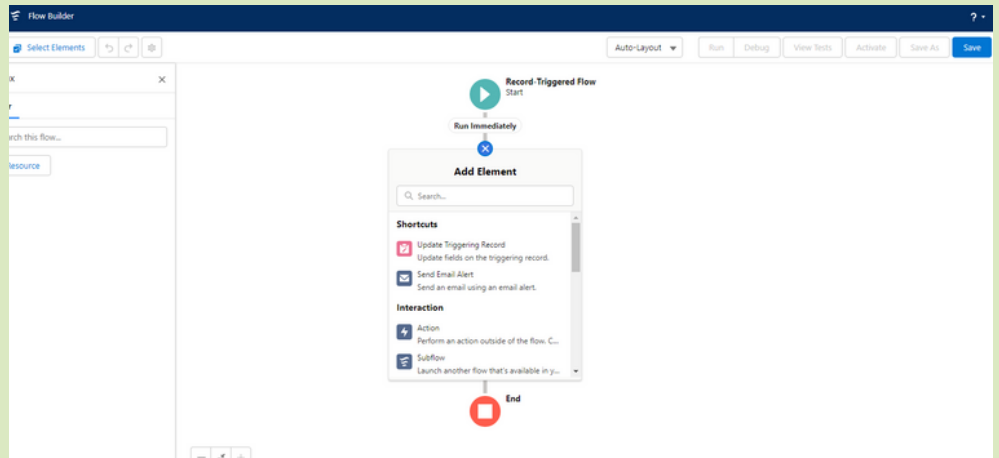 Flow Builder
?
Select Elements
Auto-Layout
Run
Debug
View Tests
Activate
Save As
Save
Record-Triggered Flow
Start
Run Immediately
Add Element
Search...
rch this flow...
Resource
Shortcuts
Update Triggering Record
Update fields on the triggering record.
Send Email Alert
Send an email using an email alert.
Interaction
Action
Perform an action outside of the flow. C...
Subflow
Launch another flow that's available in y...
End